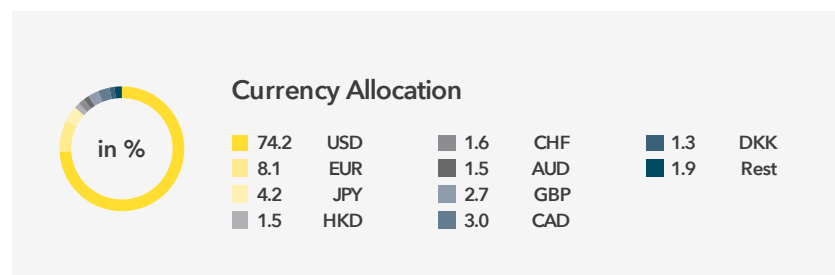 Currency Allocation
in %
74.2 USD
8.1 EUR
4.2 JPY
1.5 HKD
1.6 CHF
1.5 AUD
2.7 GBP
3.0 CAD
1.3 DKK
1.9 Rest